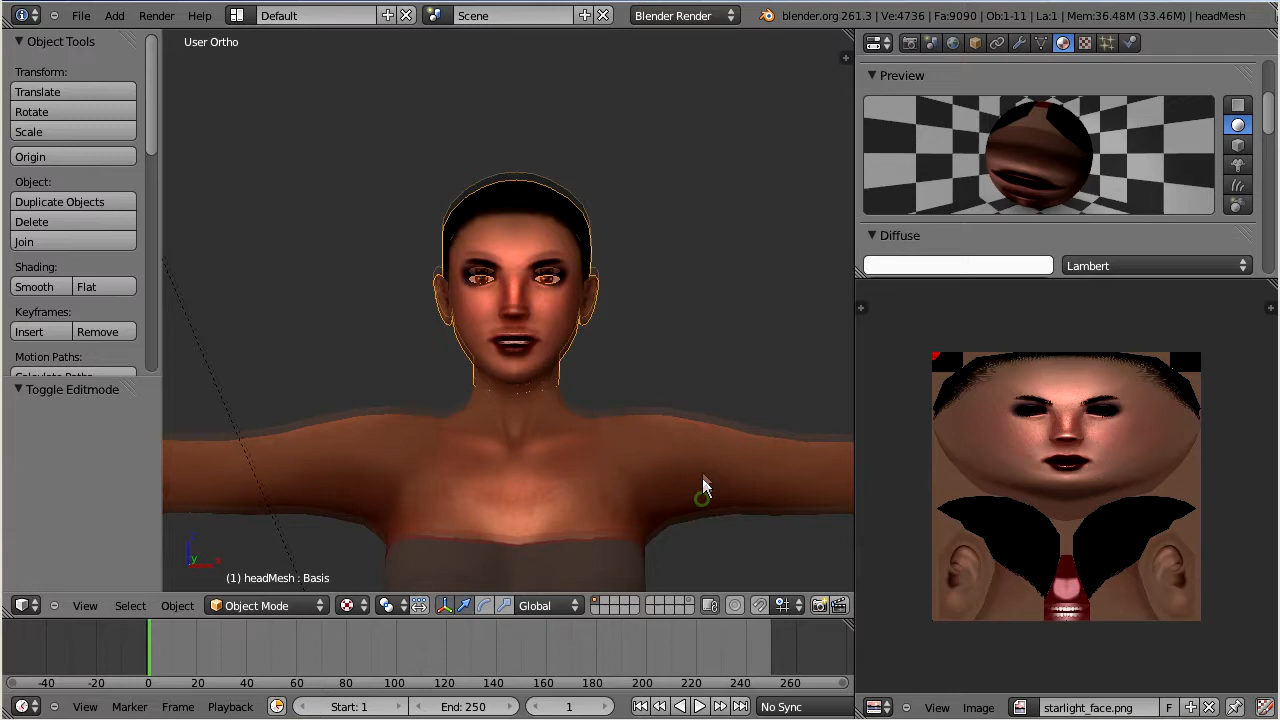 File Add Render Help Default Scene Blender Render blender.org 261.3 | Ve:4736 | Fa:9090 | Ob:1-11 | La:1 | Mem:36.48M (33.46M) | headMesh
Object Tools
Transform:
Translate
Rotate
Scale
Origin
Object:
Duplicate Objects
Delete
Join
Shading:
Smooth Flat
Keyframes:
Insert Remove
Motion Paths:
Toggle Editmode
User Ortho
(1) headMesh : Basis
View Select Object Object Mode Global
Preview
Diffuse
Lambert
-40 -20 0 20 40 60 80 100 120 140 160 180 200 220 240 260
View Marker Frame Playback Start: 1 End: 250 1 No Sync
View Image starlight_face.png F